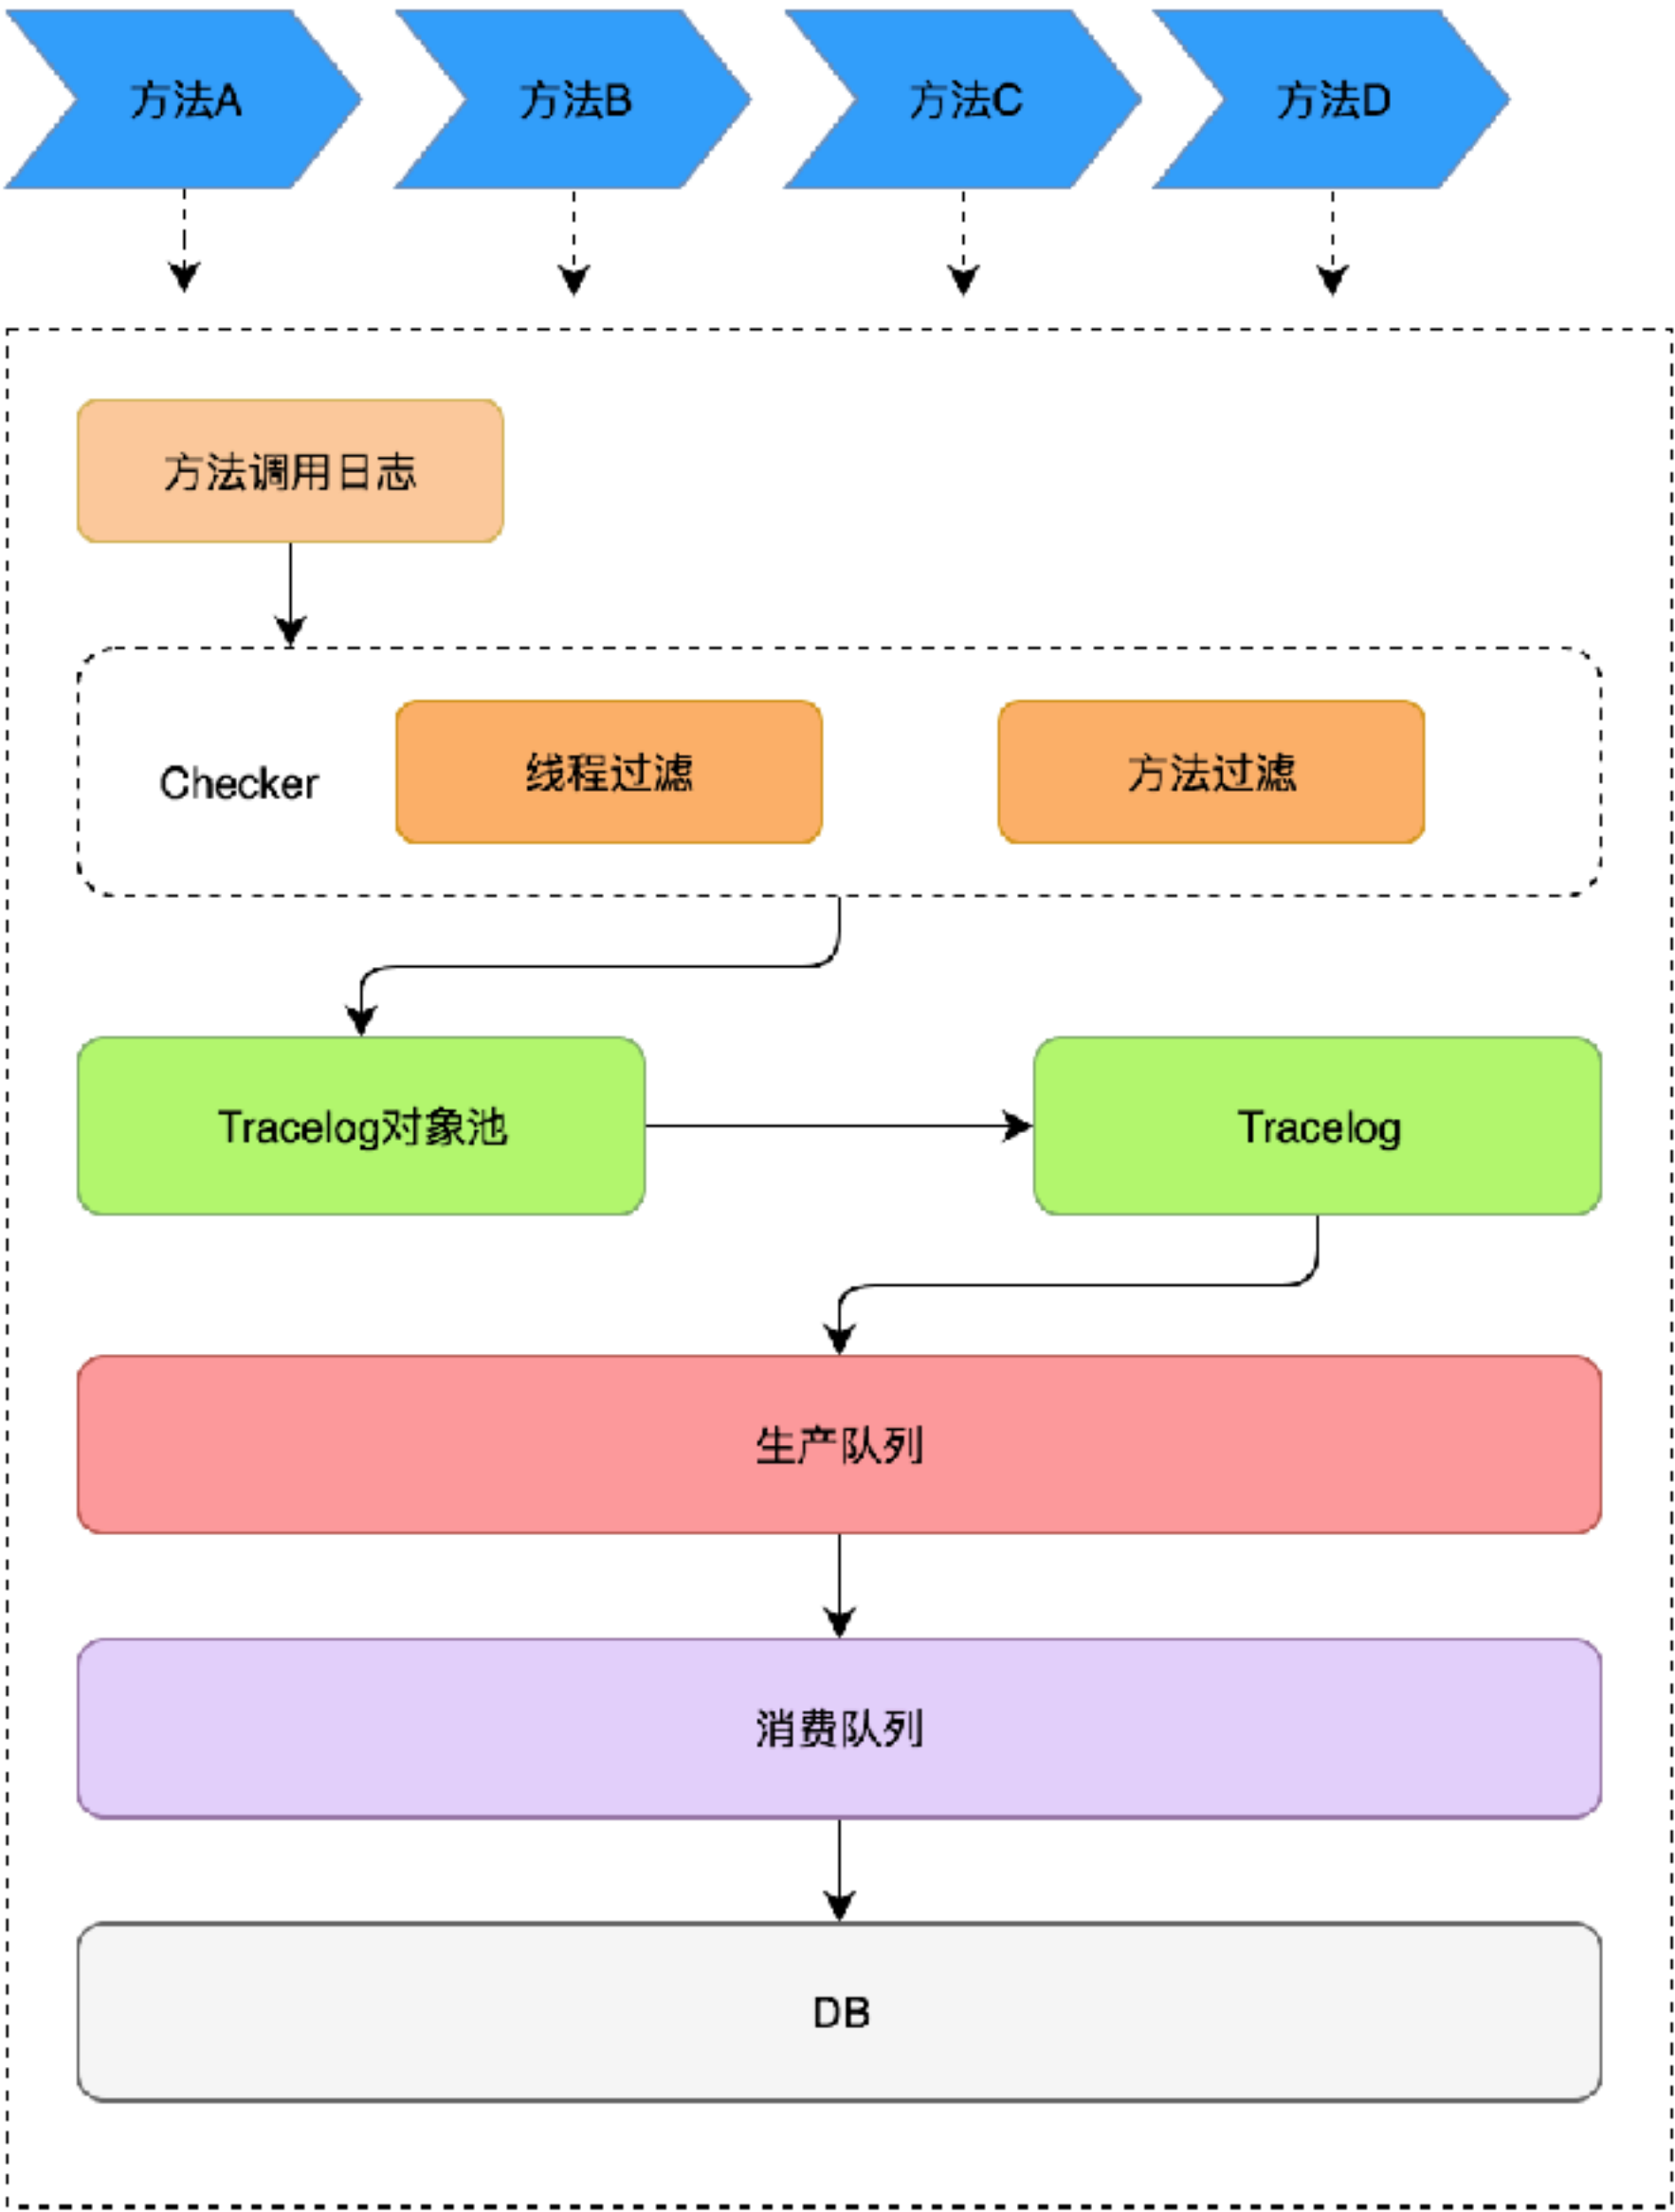 方法A
方法B
方法C
方法D
方法调用日志
Checker
线程过滤
方法过滤
Tracelog对象池
Tracelog
生产队列
消费队列
DB